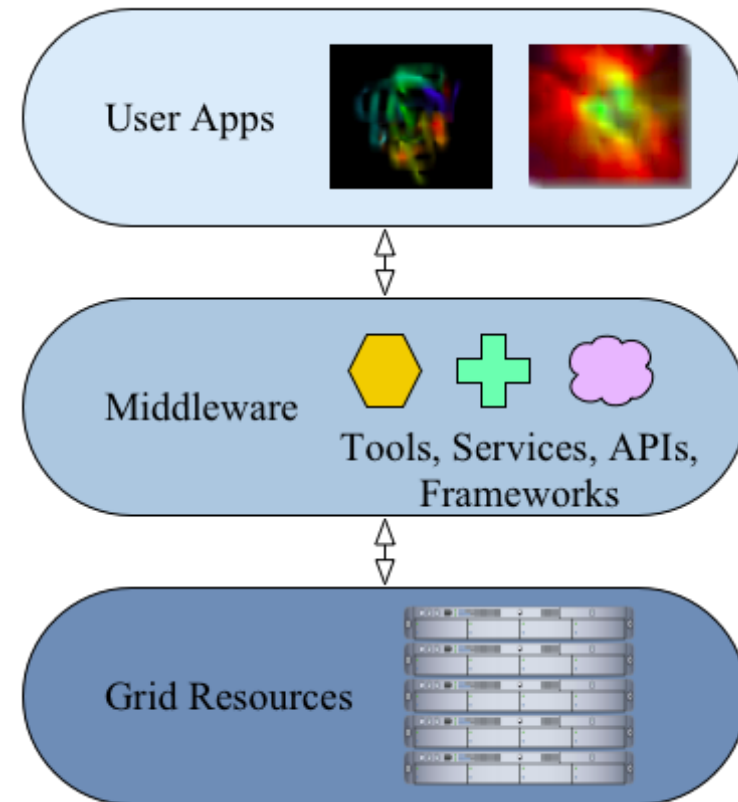 User Apps
Middleware
Tools, Services, APIs,
Frameworks
Grid Resources